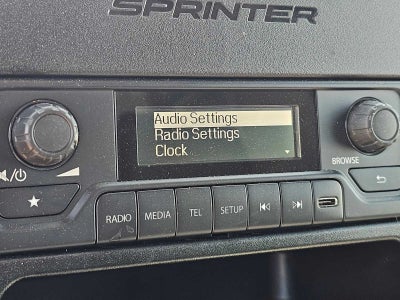 SPRINTER
Audio Settings
Radio Settings
Clock
BROWSE
RADIO
MEDIA
TEL
SETUP